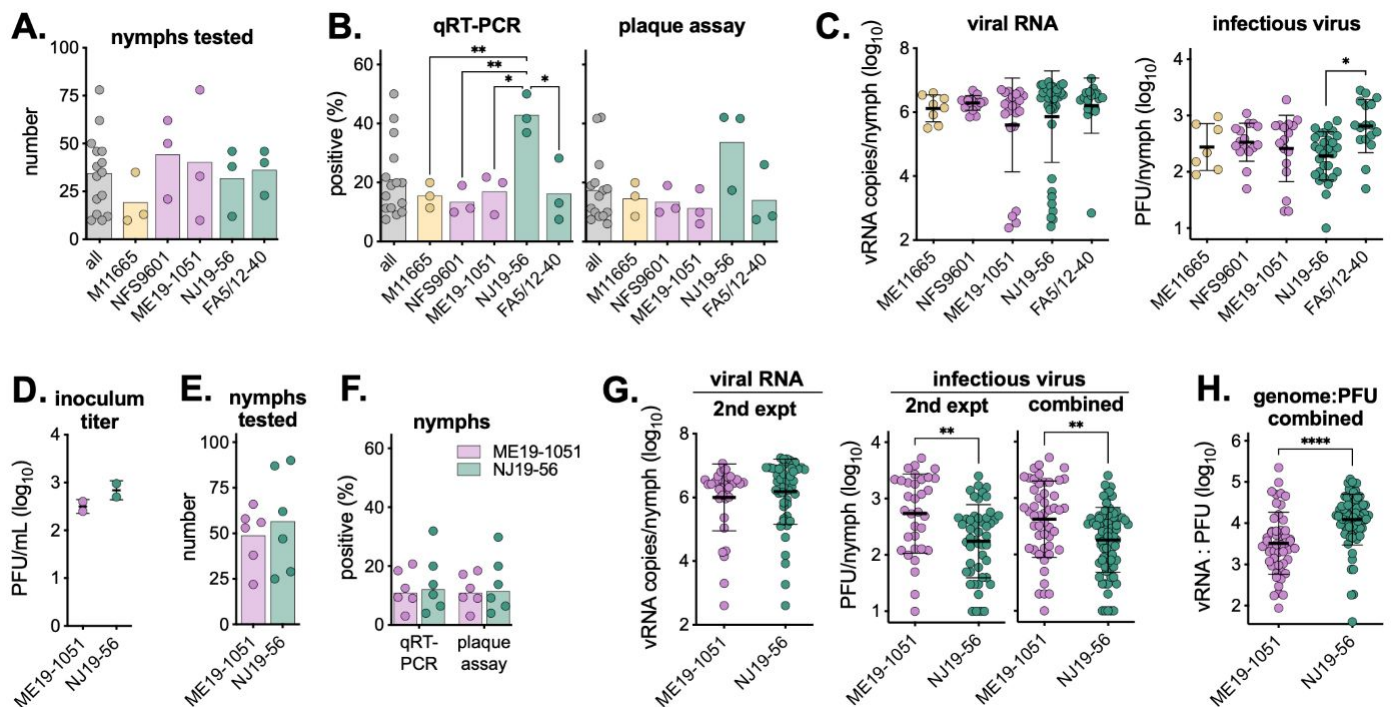 A.
nymphs tested
number
100
75
50
25
0
all
M11665
NFS9601
ME19-1051
NJ19-56
FA5/12-40
B.
qRT-PCR
positive (%)
60
40
20
0
**
**
*
*
all
M11665
NFS9601
ME19-1051
NJ19-56
FA5/12-40
plaque assay
all
M11665
NFS9601
ME19-1051
NJ19-56
FA5/12-40
C.
viral RNA
vRNA copies/nymph (log10)
8
6
4
2
ME11665
NFS9601
ME19-1051
NJ19-56
FA5/12-40
infectious virus
PFU/nymph (log10)
4
3
2
1
*
ME11665
NFS9601
ME19-1051
NJ19-56
FA5/12-40
D.
inoculum
titer
PFU/mL (log10)
4
3
2
1
0
ME19-1051
NJ19-56
E.
nymphs
tested
number
100
75
50
25
0
ME19-1051
NJ19-56
F.
nymphs
positive (%)
60
40
20
0
ME19-1051
NJ19-56
qRT-
PCR
plaque
assay
G.
viral RNA
2nd expt
vRNA copies/nymph (log10)
8
6
4
2
ME19-1051
NJ19-56
infectious virus
2nd expt
combined
PFU/nymph (log10)
4
3
2
1
**
**
ME19-1051
NJ19-56
ME19-1051
NJ19-56
H.
genome:PFU
combined
vRNA : PFU (log10)
6
5
4
3
2
****
ME19-1051
NJ19-56